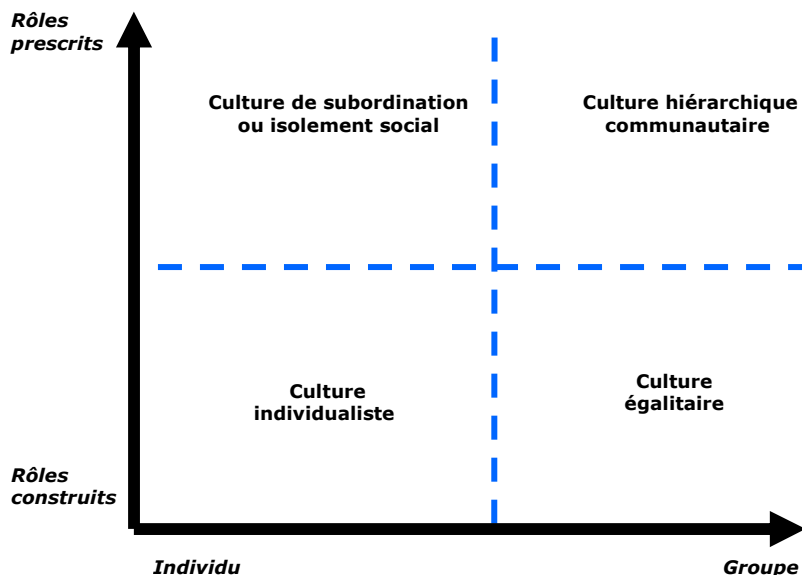 Rôles
prescrits
Culture de subordination
ou isolement social
Culture hiérarchique
communautaire
Culture
individualiste
Culture
égalitaire
Rôles
construits
Individu
Groupe